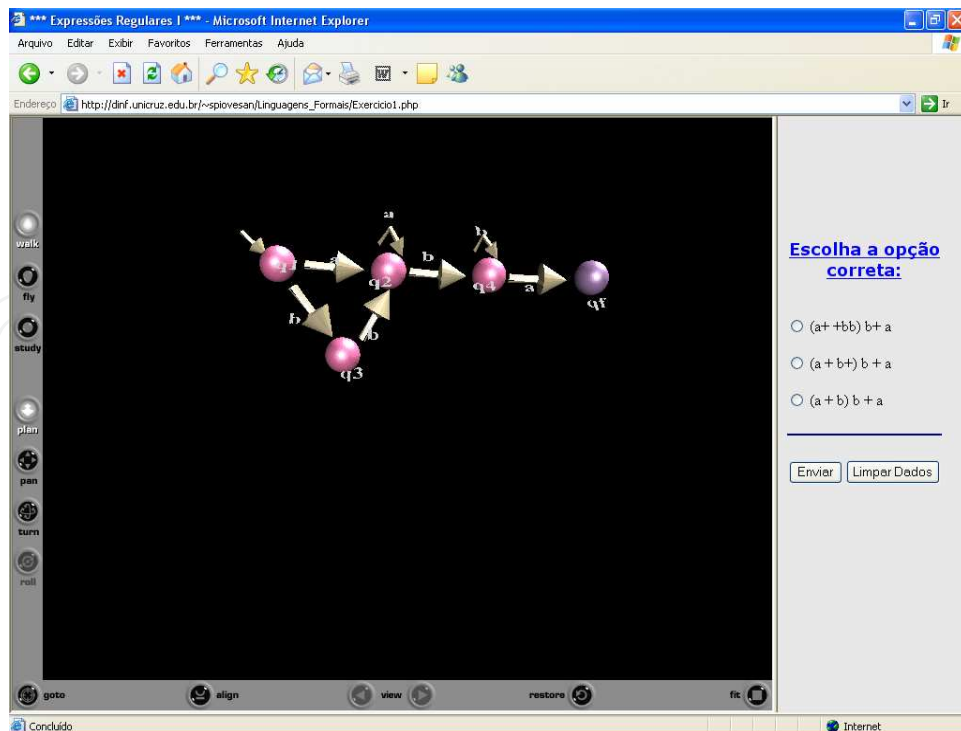 *** Expressões Regulares I *** - Microsoft Internet Explorer
Arquivo Editar Exibir Favoritos Ferramentas Ajuda
Endereço http://dinf.unicruz.edu.br/~spiovesan/Linguagens_Formais/Exercicio1.php Ir
walk
fly
study
plan
pan
turn
roll
a
b
q1 a q2 b q4 a qf
b b
q3
Escolha a opção
correta:
(a+ +bb) b+ a
(a + b+) b + a
(a + b) b + a
Enviar Limpar Dados
goto align view restore fit
Concluído Internet